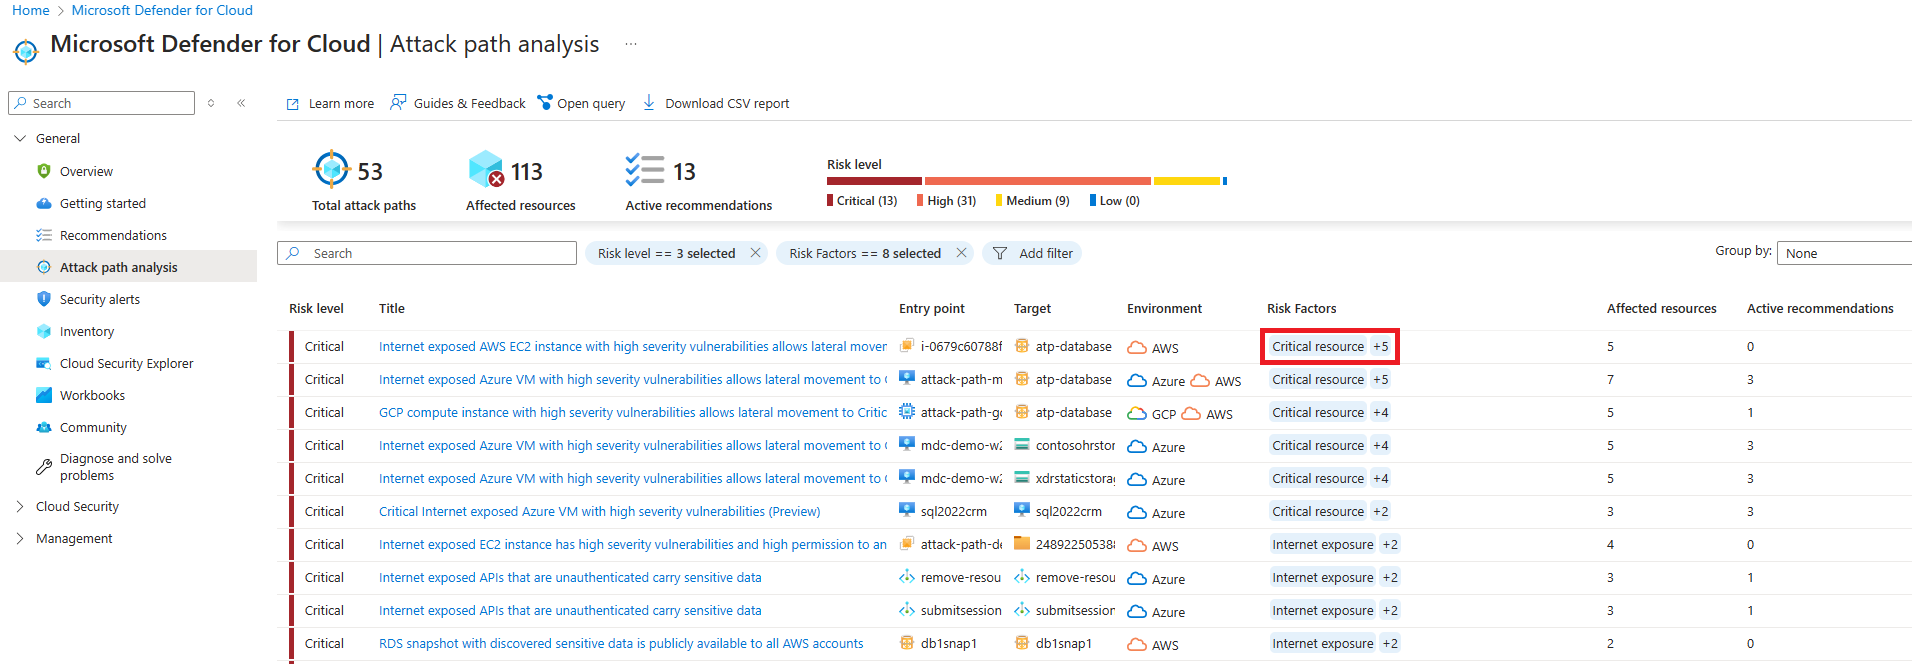 Home > Microsoft Defender for Cloud
Microsoft Defender for Cloud | Attack path analysis ...
Search
Learn more Guides & Feedback Open query Download CSV report
General
Overview
Getting started
Recommendations
Attack path analysis
Security alerts
Inventory
Cloud Security Explorer
Workbooks
Community
Diagnose and solve
problems
Cloud Security
Management
53
Total attack paths
113
Affected resources
13
Active recommendations
Risk level
Critical (13) High (31) Medium (9) Low (0)
Search
Risk level == 3 selected
Risk Factors == 8 selected
Add filter
Group by: None
Risk level Title Entry point Target Environment Risk Factors Affected resources Active recommendations
Critical Internet exposed AWS EC2 instance with high severity vulnerabilities allows lateral mover i-0679c60788f atp-database AWS Critical resource +5 5 0
Critical Internet exposed Azure VM with high severity vulnerabilities allows lateral movement to C attack-path-m atp-database Azure AWS Critical resource +5 7 3
Critical GCP compute instance with high severity vulnerabilities allows lateral movement to Critic attack-path-gc atp-database GCP AWS Critical resource +4 5 1
Critical Internet exposed Azure VM with high severity vulnerabilities allows lateral movement to C mdc-demo-w2 contosohrstor Azure Critical resource +4 5 3
Critical Internet exposed Azure VM with high severity vulnerabilities allows lateral movement to C mdc-demo-w2 xdrstaticstorag Azure Critical resource +4 5 3
Critical Critical Internet exposed Azure VM with high severity vulnerabilities (Preview) sql2022crm sql2022crm Azure Critical resource +2 3 3
Critical Internet exposed EC2 instance has high severity vulnerabilities and high permission to an attack-path-de 248922505388 AWS Internet exposure +2 4 0
Critical Internet exposed APIs that are unauthenticated carry sensitive data remove-resou remove-resou Azure Internet exposure +2 3 1
Critical Internet exposed APIs that are unauthenticated carry sensitive data submitsession submitsession Azure Internet exposure +2 3 1
Critical RDS snapshot with discovered sensitive data is publicly available to all AWS accounts db1snap1 db1snap1 AWS Internet exposure +2 2 0